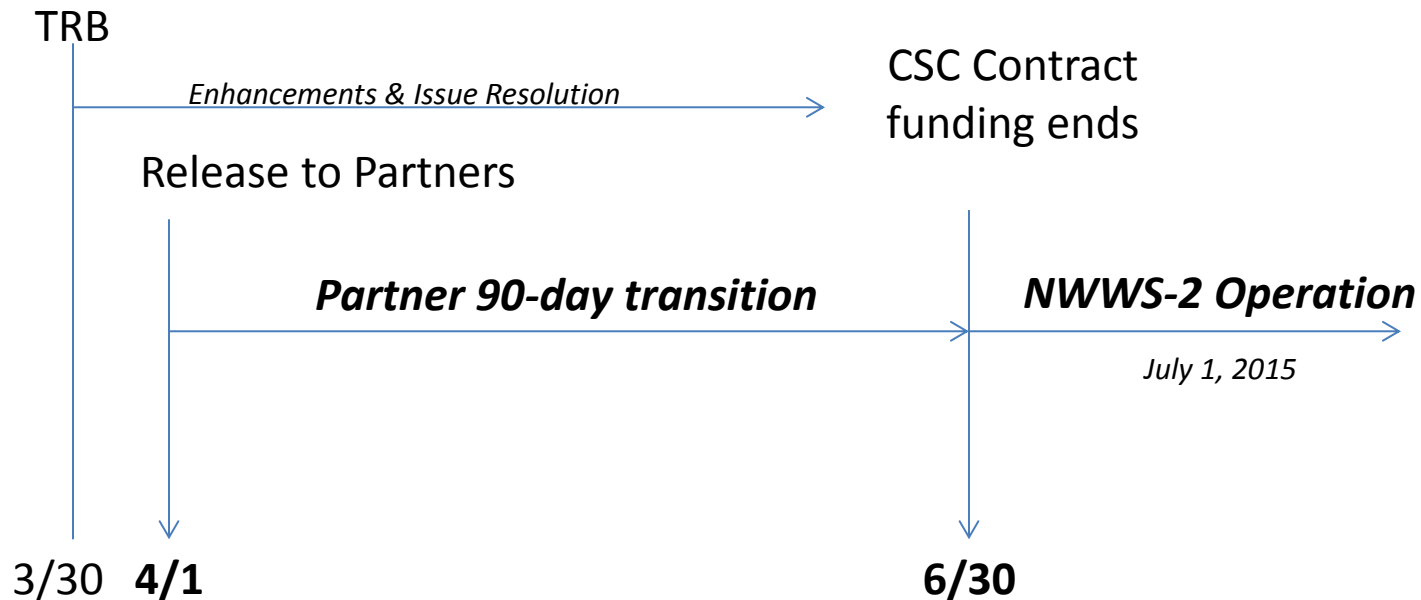 TRB
CSC Contract
funding ends
Enhancements & Issue Resolution
Release to Partners
Partner 90-day transition
NWWS-2 Operation
July 1, 2015
3/30
4/1
6/30